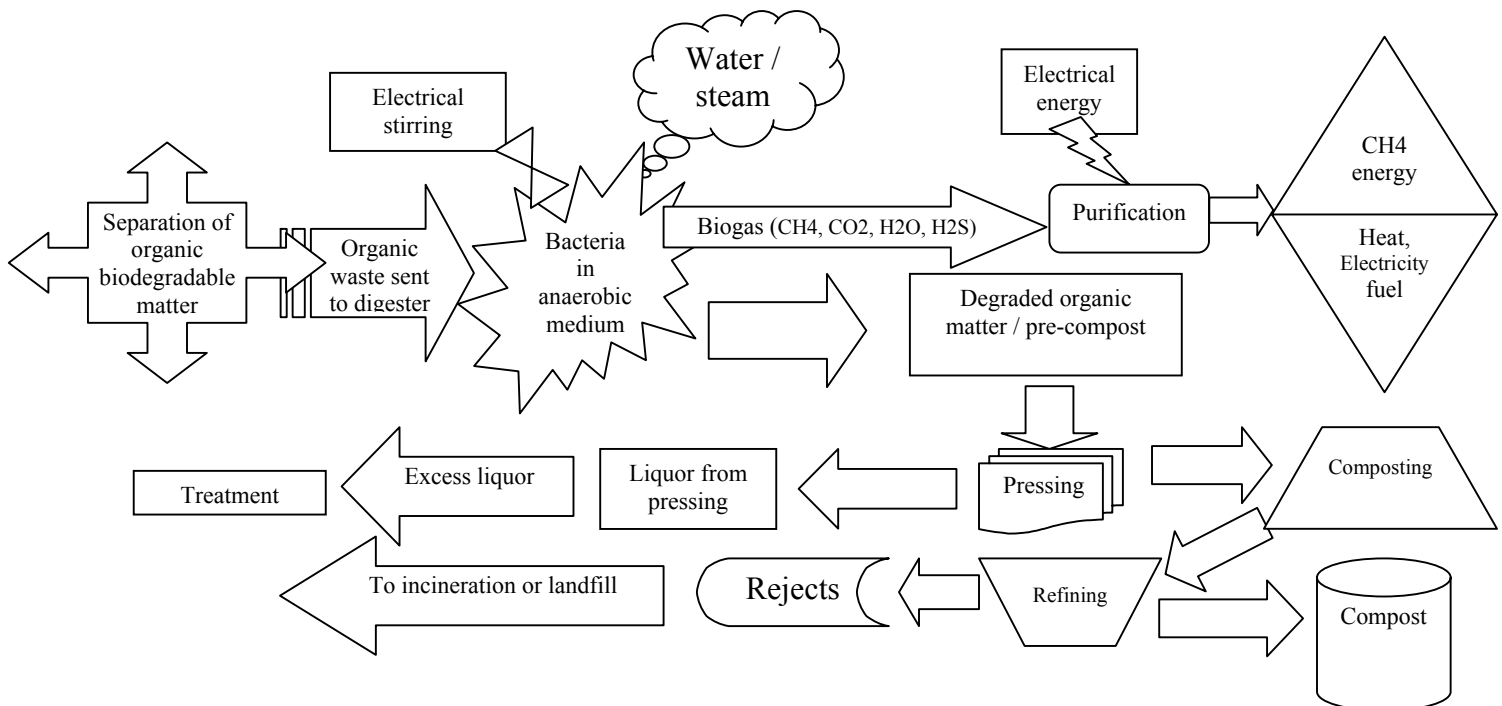 Water /
steam
Electrical
stirring
Electrical
energy
CH4
energy
Separation of
organic
biodegradable
matter
Organic
waste sent
to digester
Bacteria
in
anaerobic
medium
Biogas (CH4, CO2, H2O, H2S)
Purification
Heat,
Electricity
fuel
Degraded organic
matter / pre-compost
Treatment
Excess liquor
Liquor from
pressing
Pressing
Composting
To incineration or landfill
Rejects
Refining
Compost